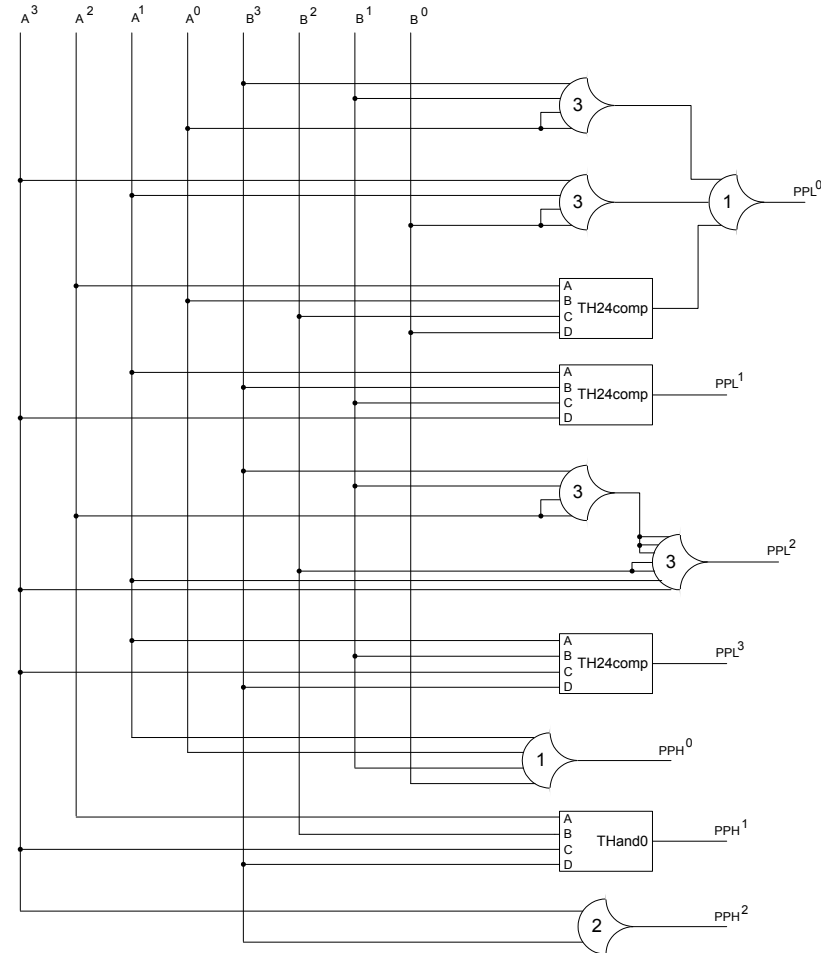 A3 A2 A1 A0 B3 B2 B1 B0
3
PPL0
3
1
A
B TH24comp
C
D
A
PPL1
B TH24comp
C
D
3
PPL2
3
A
PPL3
B TH24comp
C
D
PPH0
1
A
PPH1
B THand0
C
D
PPH2
2